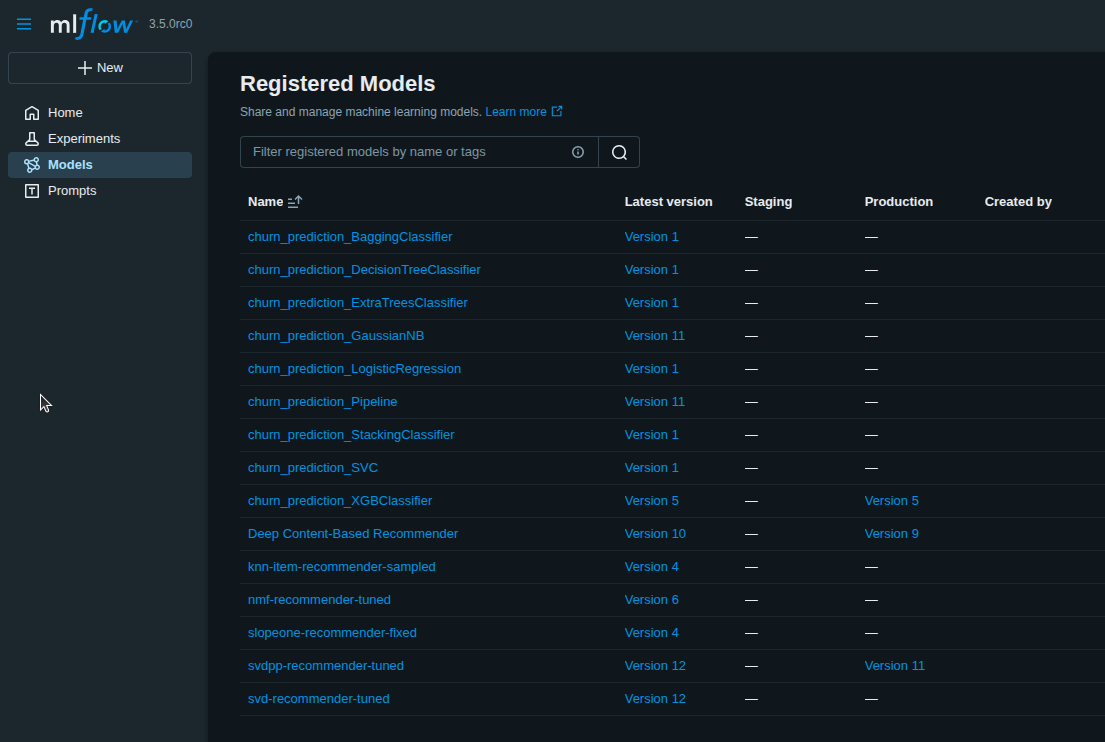 mlflow 3.5.0rc0
New
Home
Experiments
Models
Prompts
Registered Models
Share and manage machine learning models. Learn more
Filter registered models by name or tags
Name Latest version Staging Production Created by
churn_prediction_BaggingClassifier Version 1 — —
churn_prediction_DecisionTreeClassifier Version 1 — —
churn_prediction_ExtraTreesClassifier Version 1 — —
churn_prediction_GaussianNB Version 11 — —
churn_prediction_LogisticRegression Version 1 — —
churn_prediction_Pipeline Version 11 — —
churn_prediction_StackingClassifier Version 1 — —
churn_prediction_SVC Version 1 — —
churn_prediction_XGBClassifier Version 5 — Version 5
Deep Content-Based Recommender Version 10 — Version 9
knn-item-recommender-sampled Version 4 — —
nmf-recommender-tuned Version 6 — —
slopeone-recommender-fixed Version 4 — —
svdpp-recommender-tuned Version 12 — Version 11
svd-recommender-tuned Version 12 — —